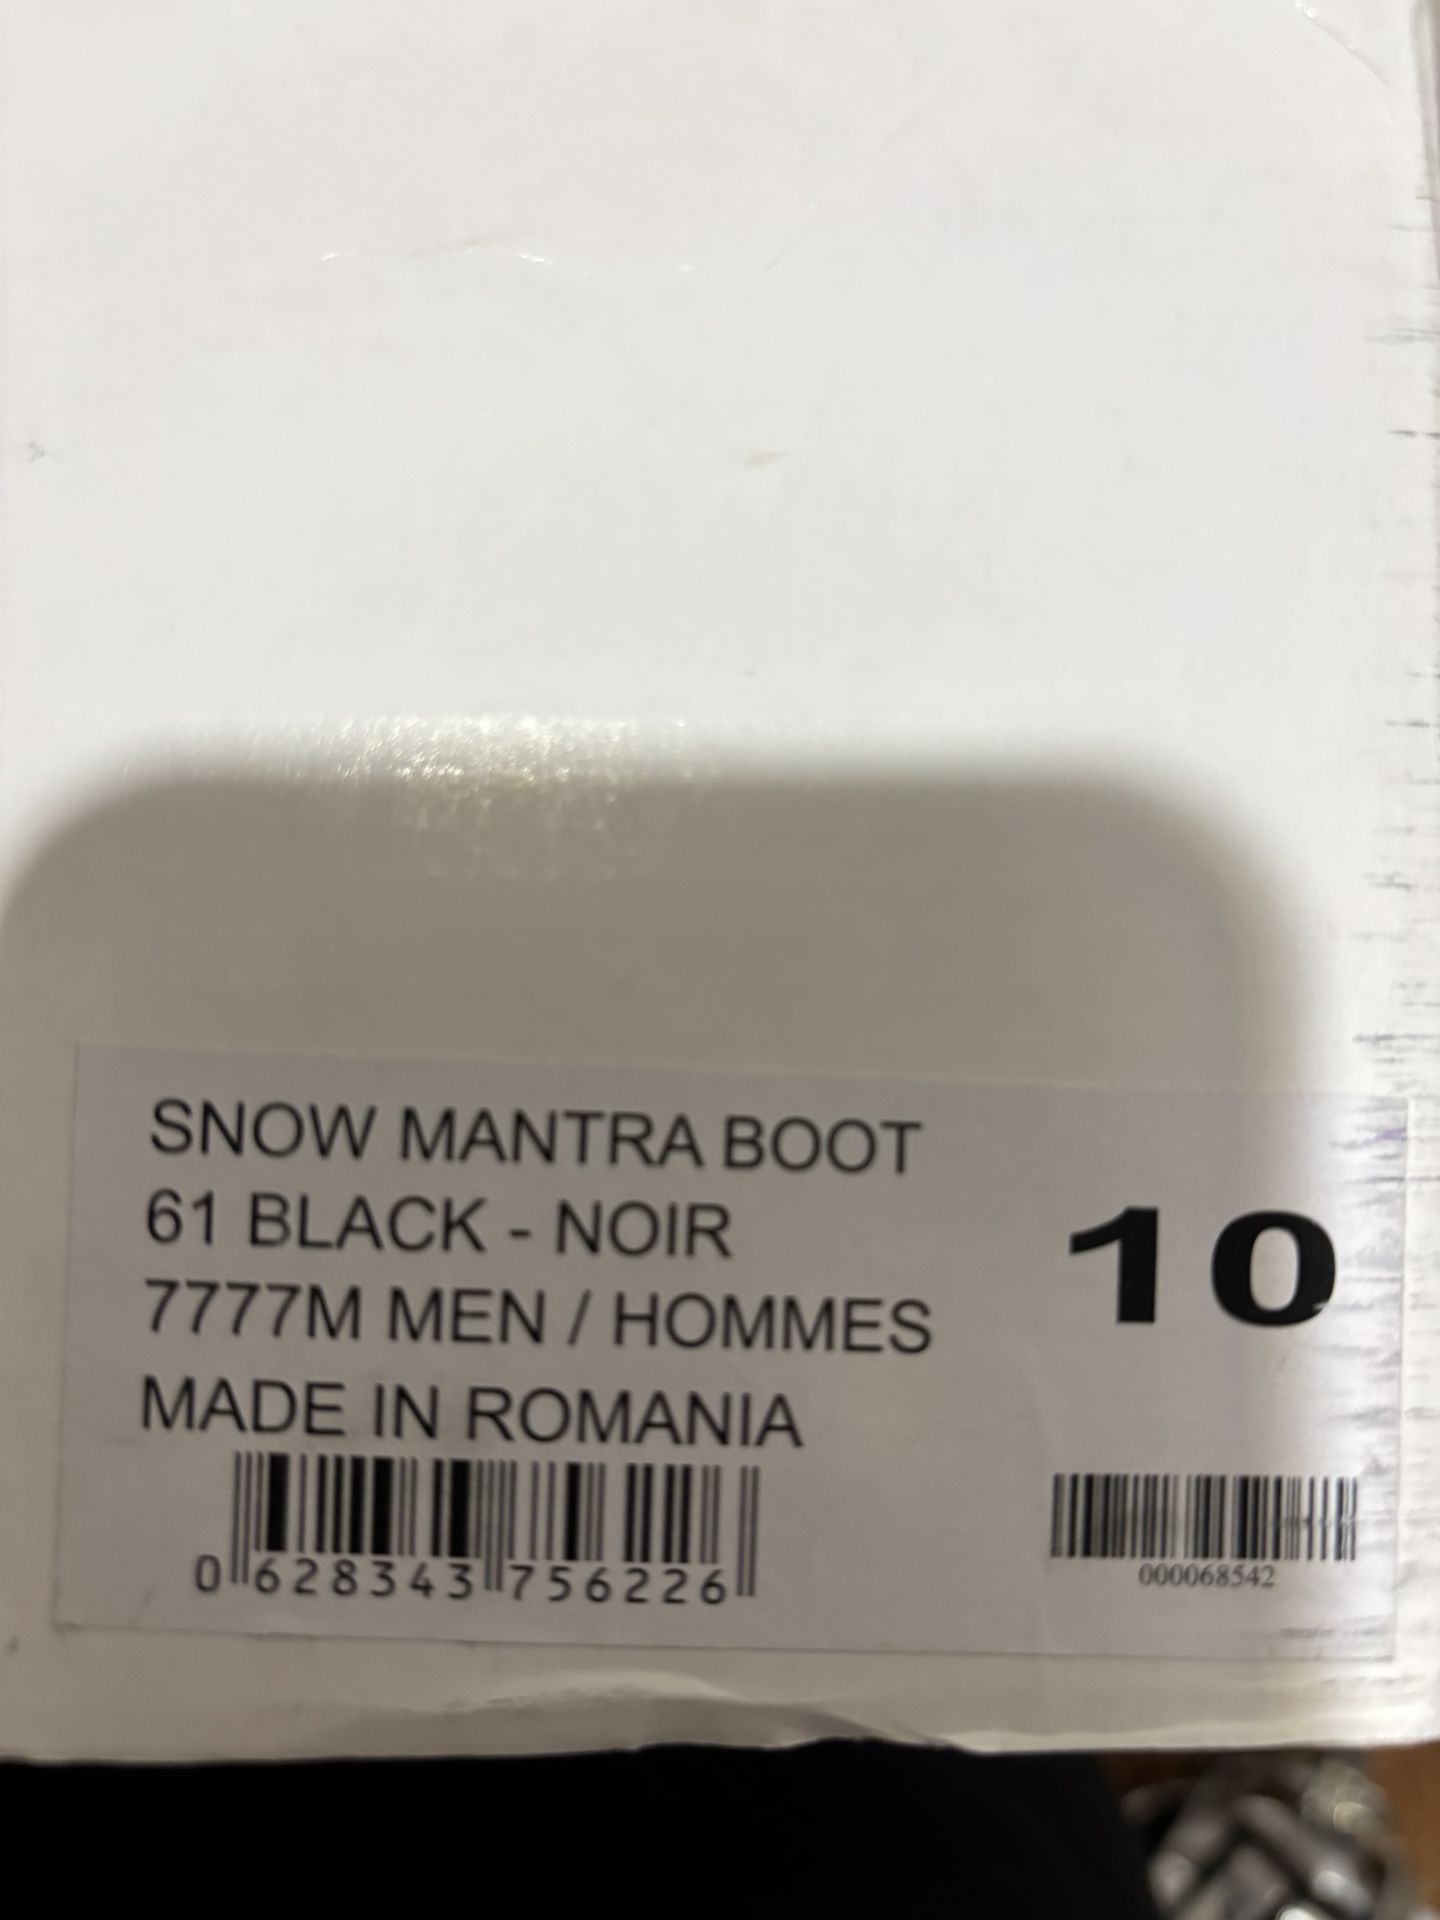 SNOW MANTRA BOOT
61 BLACK - NOIR
7777M MEN / HOMMES
MADE IN ROMANIA
10
0 628343 756226
000068542